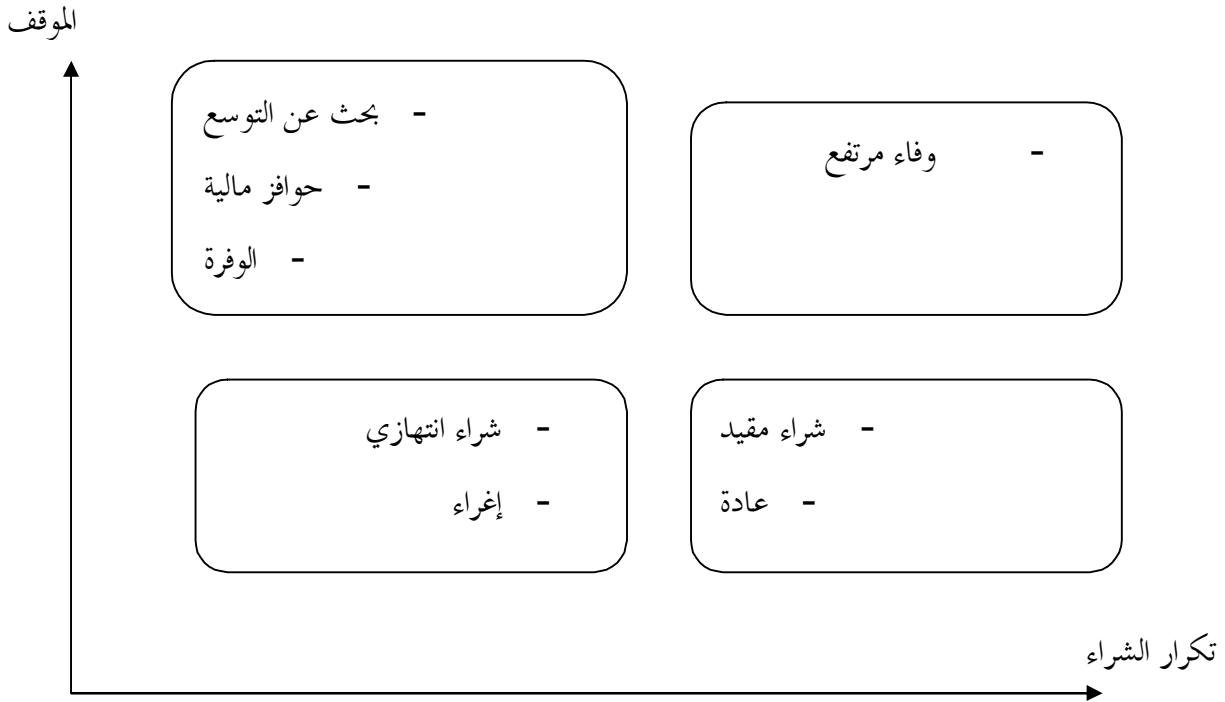 الموقف
- بحث عن التوسع
- حوافز مالية
- الوفرة
- وفاء مرتفع
- شراء انتهازي
- إغراء
- شراء مقيد
- عادة
تكرار الشراء